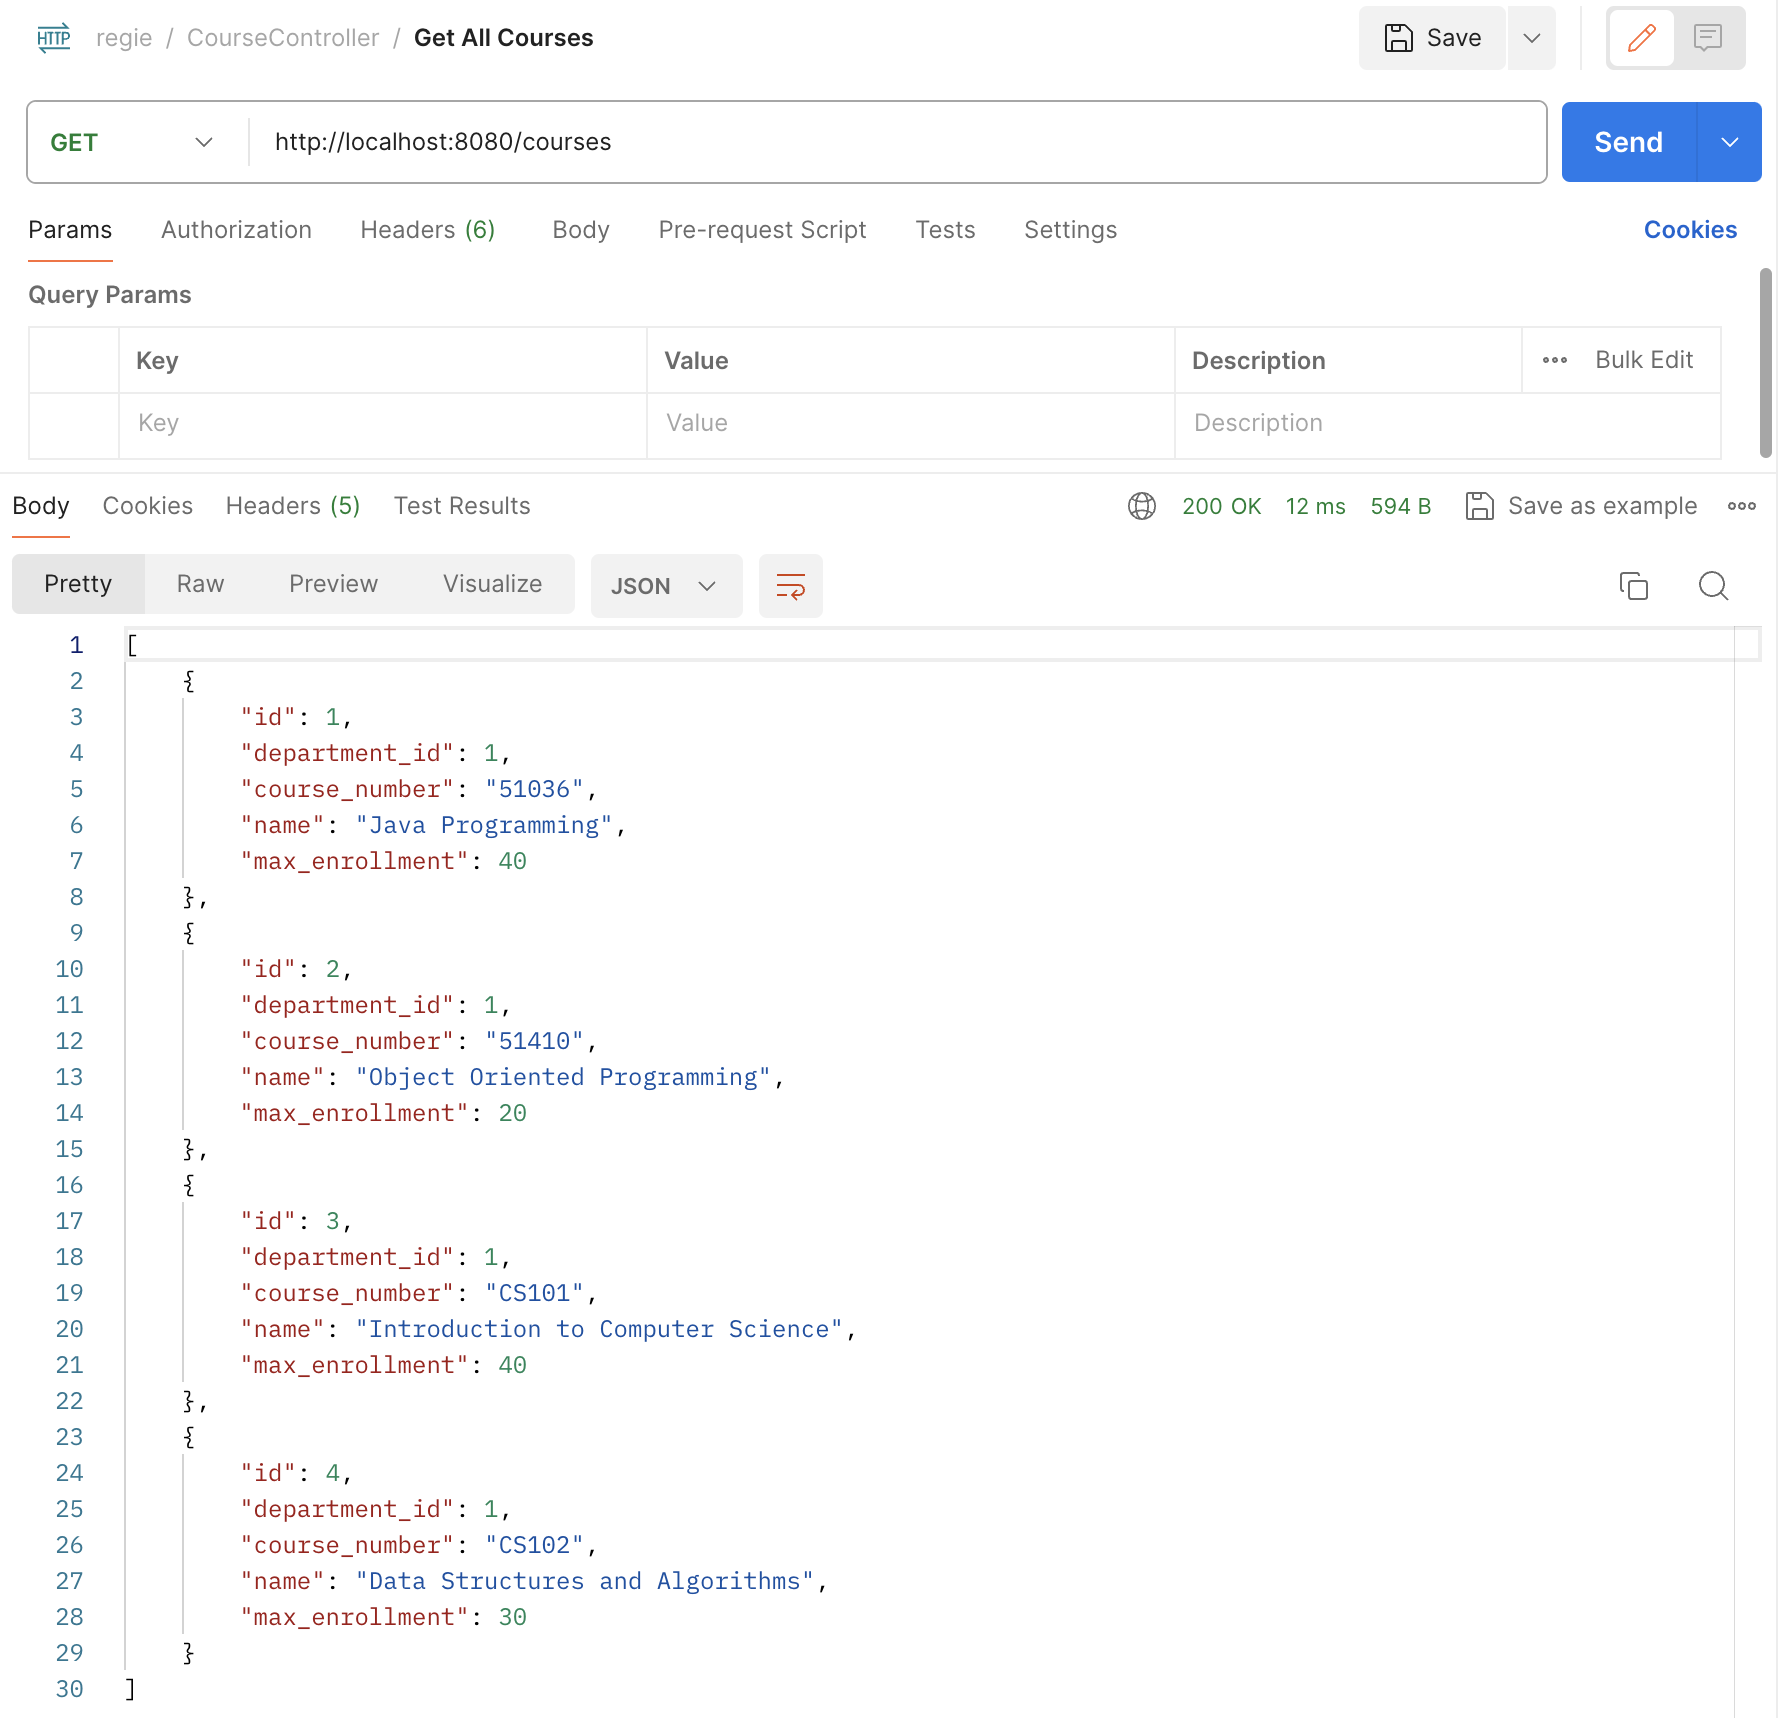 HTTP regie / CourseController / Get All Courses Save
GET http://localhost:8080/courses Send
Params Authorization Headers (6) Body Pre-request Script Tests Settings Cookies
Query Params
Key Value Description Bulk Edit
Key Value Description
Body Cookies Headers (5) Test Results 200 OK 12 ms 594 B Save as example
Pretty Raw Preview Visualize JSON
1 [
2 {
3 "id": 1,
4 "department_id": 1,
5 "course_number": "51036",
6 "name": "Java Programming",
7 "max_enrollment": 40
8 },
9 {
10 "id": 2,
11 "department_id": 1,
12 "course_number": "51410",
13 "name": "Object Oriented Programming",
14 "max_enrollment": 20
15 },
16 {
17 "id": 3,
18 "department_id": 1,
19 "course_number": "CS101",
20 "name": "Introduction to Computer Science",
21 "max_enrollment": 40
22 },
23 {
24 "id": 4,
25 "department_id": 1,
26 "course_number": "CS102",
27 "name": "Data Structures and Algorithms",
28 "max_enrollment": 30
29 }
30 ]